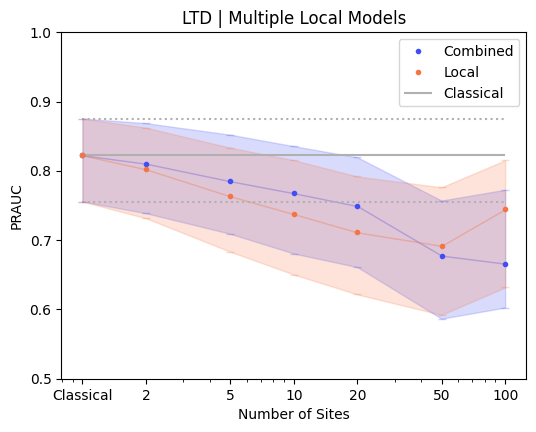 LTD | Multiple Local Models
Combined
Local
Classical
PRAUC
1.0
0.9
0.8
0.7
0.6
0.5
Classical 2 5 10 20 50 100
Number of Sites